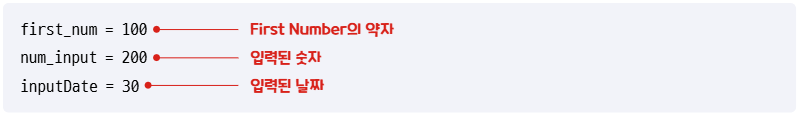 first_num = 100 First Number의 약자
num_input = 200 입력된 숫자
inputDate = 30 입력된 날짜